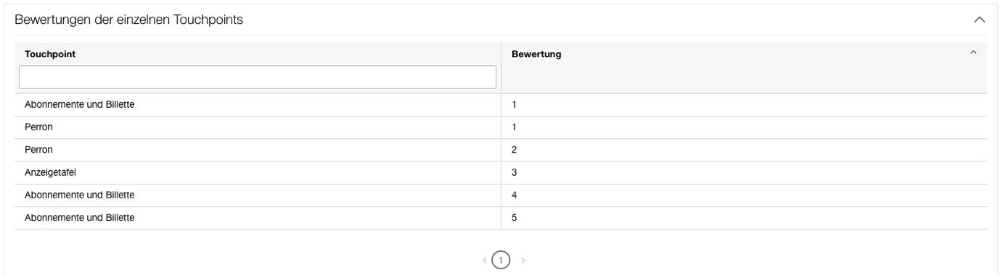 Bewertungen der einzelnen Touchpoints
Touchpoint Bewertung
Abonnemente und Billette 1
Perron 1
Perron 2
Anzeigetafel 3
Abonnemente und Billette 4
Abonnemente und Billette 5
1